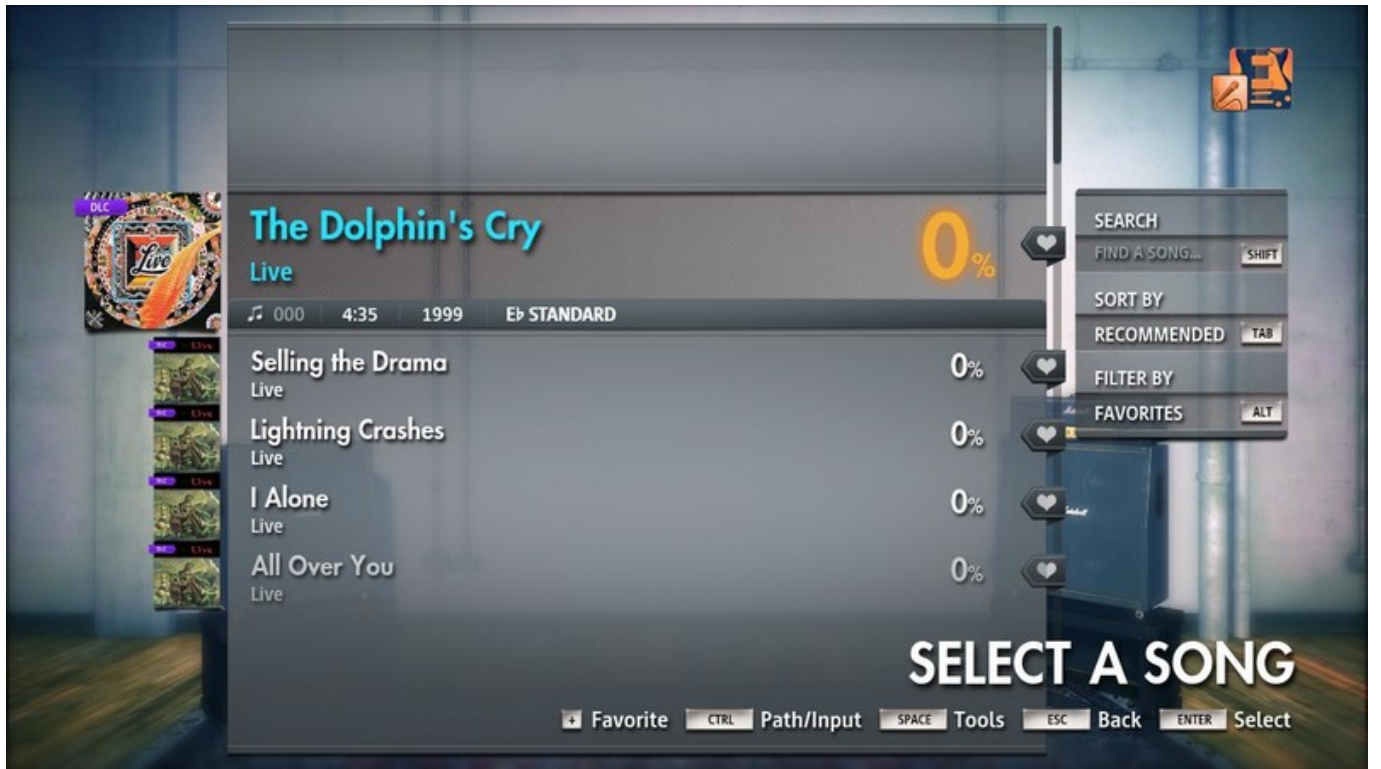 DLC
Live
The Dolphin's Cry
Live
0%
000 4:35 1999 Eb STANDARD
Selling the Drama
Live
0%
Lightning Crashes
Live
0%
I Alone
Live
0%
All Over You
Live
0%
SEARCH
FIND A SONG... SHIFT
SORT BY
RECOMMENDED TAB
FILTER BY
FAVORITES ALT
SELECT A SONG
+ Favorite CTRL Path/Input SPACE Tools ESC Back ENTER Select